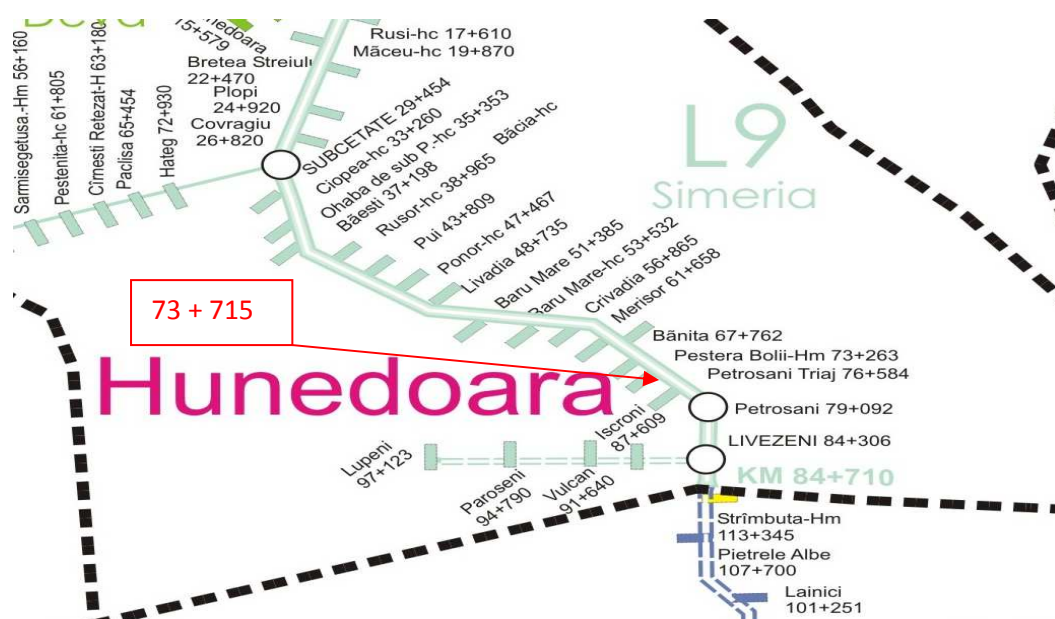 Deva
Hunedoara
15+579
Rusi-hc 17+610
Măceu-hc 19+870
Bretea Streiului
22+470
Plopi
24+920
Covragiu
26+820
Sarmisegetusa.-Hm 56+160
Pestenita-hc 61+805
Cîrnesti Retezat-H 63+180
Paclisa 65+454
Hateg 72+930
SUBCETATE 29+454
Ciopea-hc 33+260
Ohaba de sub P.-hc 35+353
Băesti 37+198
Rusor-hc 38+965
Băcia-hc
Pui 43+809
Ponor-hc 47+467
Livadia 48+735
Baru Mare 51+385
Baru Mare-hc 53+532
Crivadia 56+865
Merisor 61+658
L9
Simeria
73 + 715
Bănita 67+762
Pestera Bolii-Hm 73+263
Petrosani Triaj 76+584
Hunedoara
Petrosani 79+092
Iscroni
87+609
LIVEZENI 84+306
Lupeni
97+123
Paroseni
94+790
Vulcan
91+640
KM 84+710
Strîmbuta-Hm
113+345
Pietrele Albe
107+700
Lainici
101+251